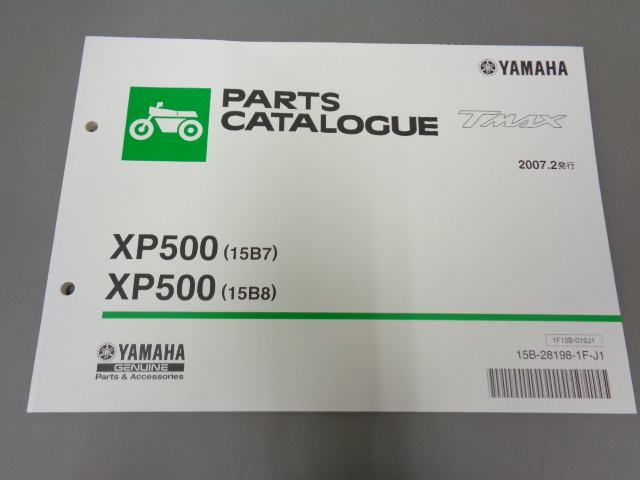 YAMAHA
PARTS
CATALOGUE
TMAX
2007.2発行
XP500 (15B7)
XP500 (15B8)
1F15B-010J1
YAMAHA
GENUINE
Parts & Accessories
15B-28198-1F-J1